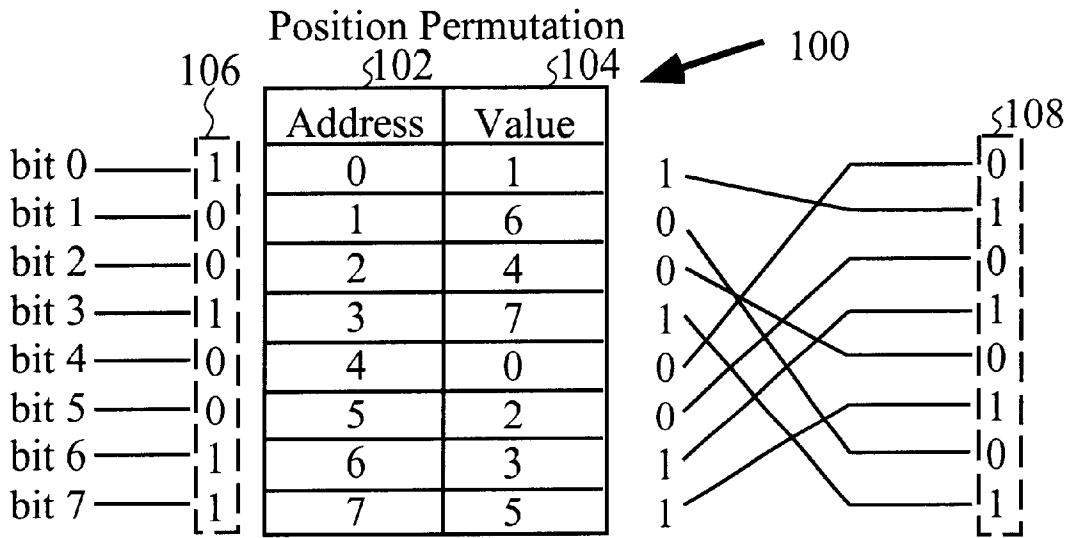 Position Permutation
106 102 104 100
108
Address Value
bit 0 1 0 1 1 0
bit 1 0 1 6 0 1
bit 2 0 2 4 0 0
bit 3 1 3 7 1 1
bit 4 0 4 0 0 0
bit 5 0 5 2 0 1
bit 6 1 6 3 1 0
bit 7 1 7 5 1 1